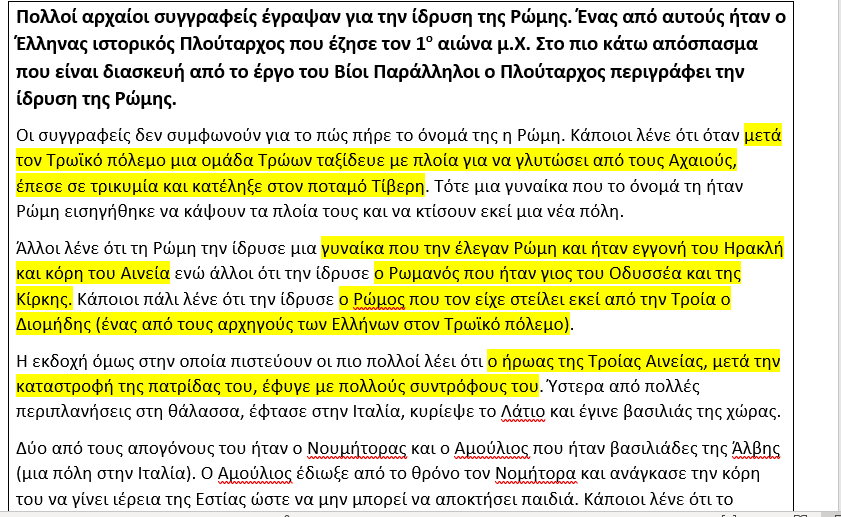 Πολλοί αρχαίοι συγγραφείς έγραψαν για την ίδρυση της Ρώμης. Ένας από αυτούς ήταν ο
Έλληνας ιστορικός Πλούταρχος που έζησε τον 1ο αιώνα μ.Χ. Στο πιο κάτω απόσπασμα
που είναι διασκευή από το έργο του Βίοι Παράλληλοι ο Πλούταρχος περιγράφει την
ίδρυση της Ρώμης.
Οι συγγραφείς δεν συμφωνούν για το πώς πήρε το όνομά της η Ρώμη. Κάποιοι λένε ότι όταν μετά
τον Τρωϊκό πόλεμο μια ομάδα Τρώων ταξίδευε με πλοία για να γλυτώσει από τους Αχαιούς,
έπεσε σε τρικυμία και κατέληξε στον ποταμό Τίβερη. Τότε μια γυναίκα που το όνομά τη ήταν
Ρώμη εισηγήθηκε να κάψουν τα πλοία τους και να κτίσουν εκεί μια νέα πόλη.
Άλλοι λένε ότι τη Ρώμη την ίδρυσε μια γυναίκα που την έλεγαν Ρώμη και ήταν εγγονή του Ηρακλή
και κόρη του Αινεία ενώ άλλοι ότι την ίδρυσε ο Ρωμανός που ήταν γιος του Οδυσσέα και της
Κίρκης. Κάποιοι πάλι λένε ότι την ίδρυσε ο Ρώμος που τον είχε στείλει εκεί από την Τροία ο
Διομήδης (ένας από τους αρχηγούς των Ελλήνων στον Τρωϊκό πόλεμο).
Η εκδοχή όμως στην οποία πιστεύουν οι πιο πολλοί λέει ότι ο ήρωας της Τροίας Αινείας, μετά την
καταστροφή της πατρίδας του, έφυγε με πολλούς συντρόφους του. Ύστερα από πολλές
περιπλανήσεις στη θάλασσα, έφτασε στην Ιταλία, κυρίεψε το Λάτιο και έγινε βασιλιάς της χώρας.
Δύο από τους απογόνους του ήταν ο Νουμήτορας και ο Αμούλιος που ήταν βασιλιάδες της Άλβης
(μια πόλη στην Ιταλία). Ο Αμούλιος έδιωξε από το θρόνο τον Νομήτορα και ανάγκασε την κόρη
του να γίνει ιέρεια της Εστίας ώστε να μην μπορεί να αποκτήσει παιδιά. Κάποιοι λένε ότι το